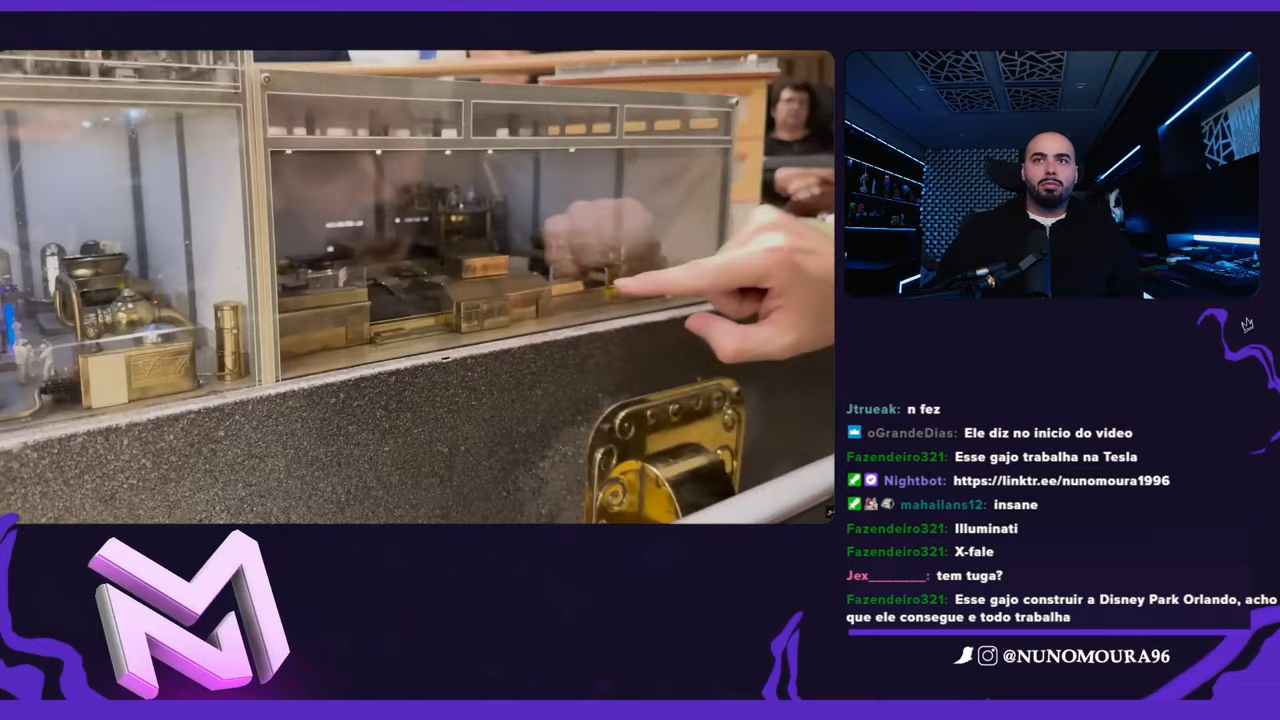 Jtrueak: n fez
oGrandeDias: Ele diz no inicio do video
Fazendeiro321: Esse gajo trabalha na Tesla
Nightbot: https://linktr.ee/nunomoura1996
mahallans12: insane
Fazendeiro321: Illuminati
Fazendeiro321: X-fale
Jex_______: tem tuga?
Fazendeiro321: Esse gajo construir a Disney Park Orlando, acho
que ele consegue e todo trabalha
@NUNOMOURA96